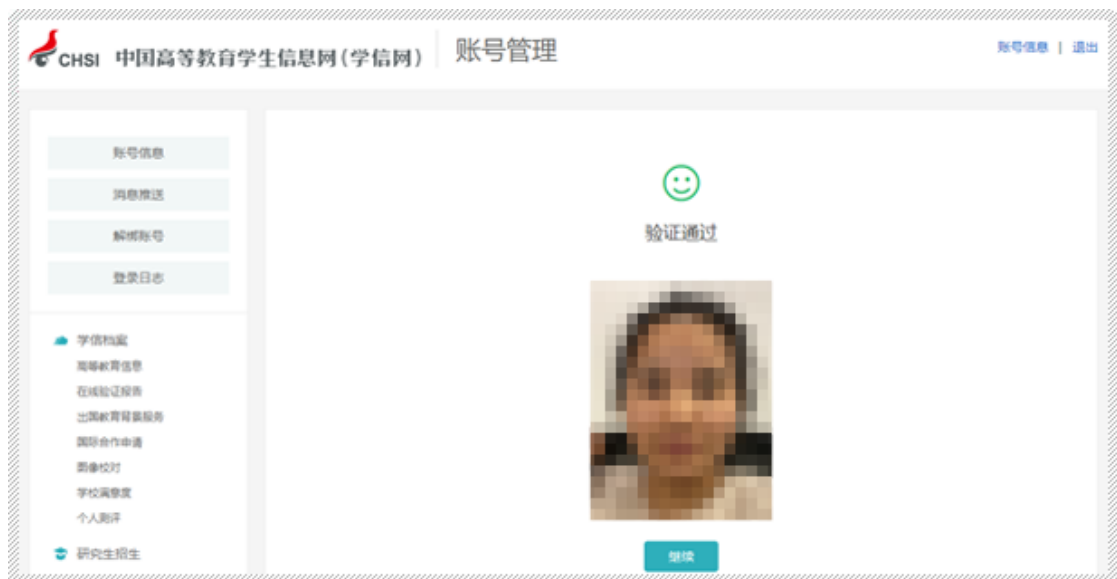 CHSI 中国高等教育学生信息网(学信网) 账号管理
账号信息 | 退出
账号信息
消息推送
解绑账号
登录日志
学信档案
高等教育信息
在线验证报告
出国教育背景服务
国际合作申请
图像校对
学校满意度
个人测评
研究生招生
验证通过
继续